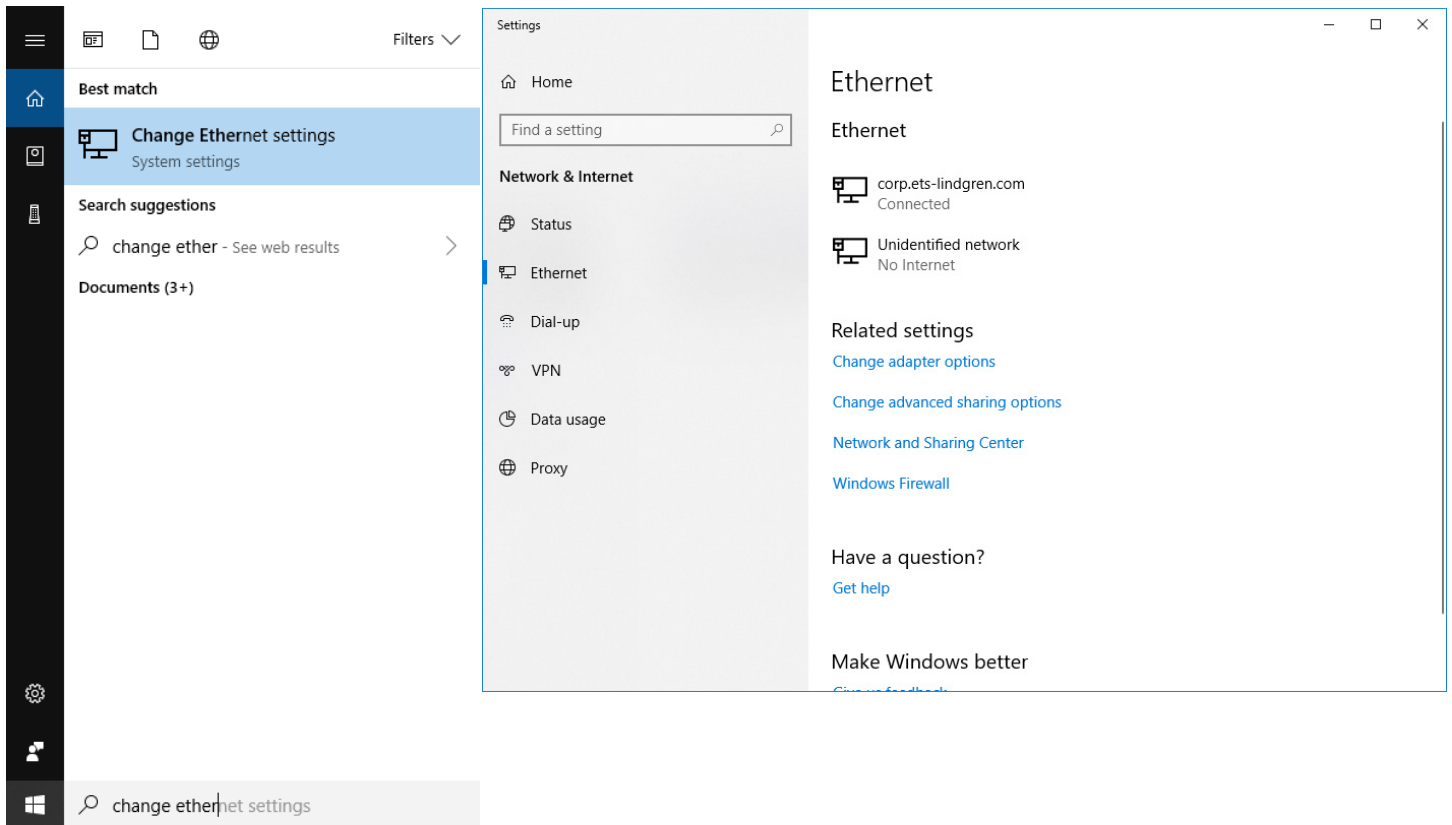 Filters
Best match
Change Ethernet settings
System settings
Search suggestions
change ether - See web results
Documents (3+)
change ethernet settings
Settings
Home
Find a setting
Network & Internet
Status
Ethernet
Dial-up
VPN
Data usage
Proxy
Ethernet
Ethernet
corp.ets-lindgren.com
Connected
Unidentified network
No Internet
Related settings
Change adapter options
Change advanced sharing options
Network and Sharing Center
Windows Firewall
Have a question?
Get help
Make Windows better
Give us feedback